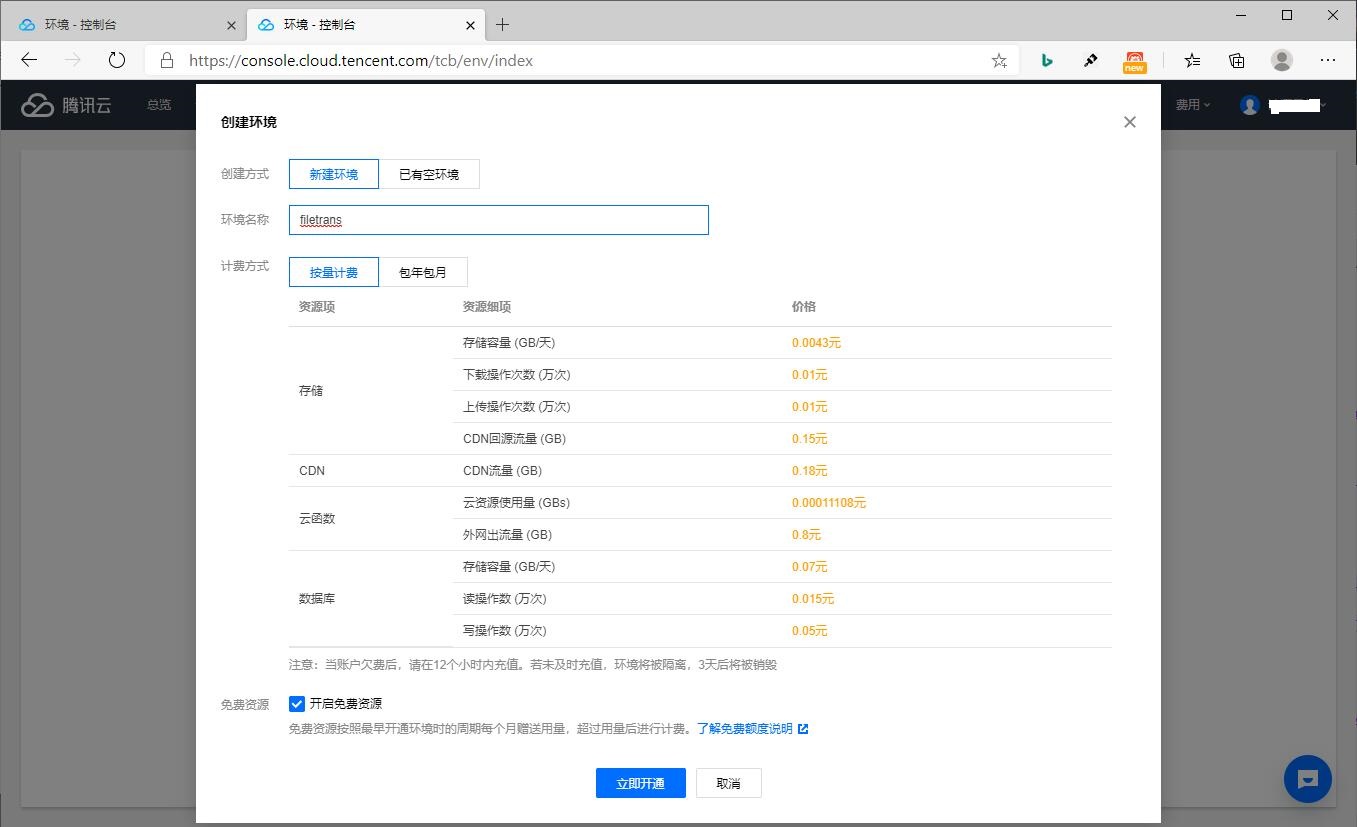 环境 - 控制台
环境 - 控制台
https://console.cloud.tencent.com/tcb/env/index
new
腾讯云 总览 费用
创建环境
创建方式 新建环境 已有空环境
环境名称 filetrans
计费方式 按量计费 包年包月
资源项 资源细项 价格
存储容量 (GB/天) 0.0043元
下载操作次数 (万次) 0.01元
存储
上传操作次数 (万次) 0.01元
CDN回源流量 (GB) 0.15元
CDN CDN流量 (GB) 0.18元
云资源使用量 (GBs) 0.00011108元
云函数
外网出流量 (GB) 0.8元
存储容量 (GB/天) 0.07元
数据库 读操作数 (万次) 0.015元
写操作数 (万次) 0.05元
注意：当账户欠费后，请在12个小时内充值。若未及时充值，环境将被隔离，3天后将被销毁
免费资源 开启免费资源
免费资源按照最早开通环境时的周期每个月赠送用量，超过用量后进行计费。了解免费额度说明
立即开通 取消